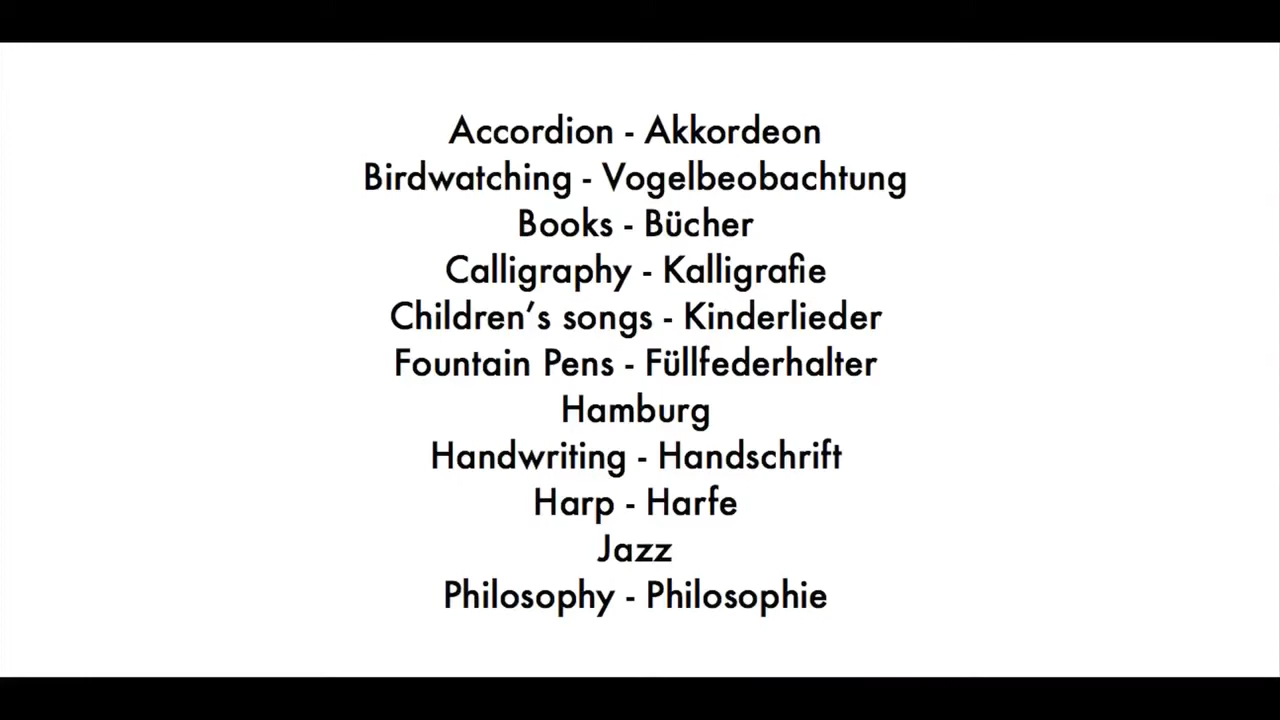 Accordion - Akkordeon
Birdwatching - Vogelbeobachtung
Books - Bücher
Calligraphy - Kalligrafie
Children’s songs - Kinderlieder
Fountain Pens - Füllfederhalter
Hamburg
Handwriting - Handschrift
Harp - Harfe
Jazz
Philosophy - Philosophie